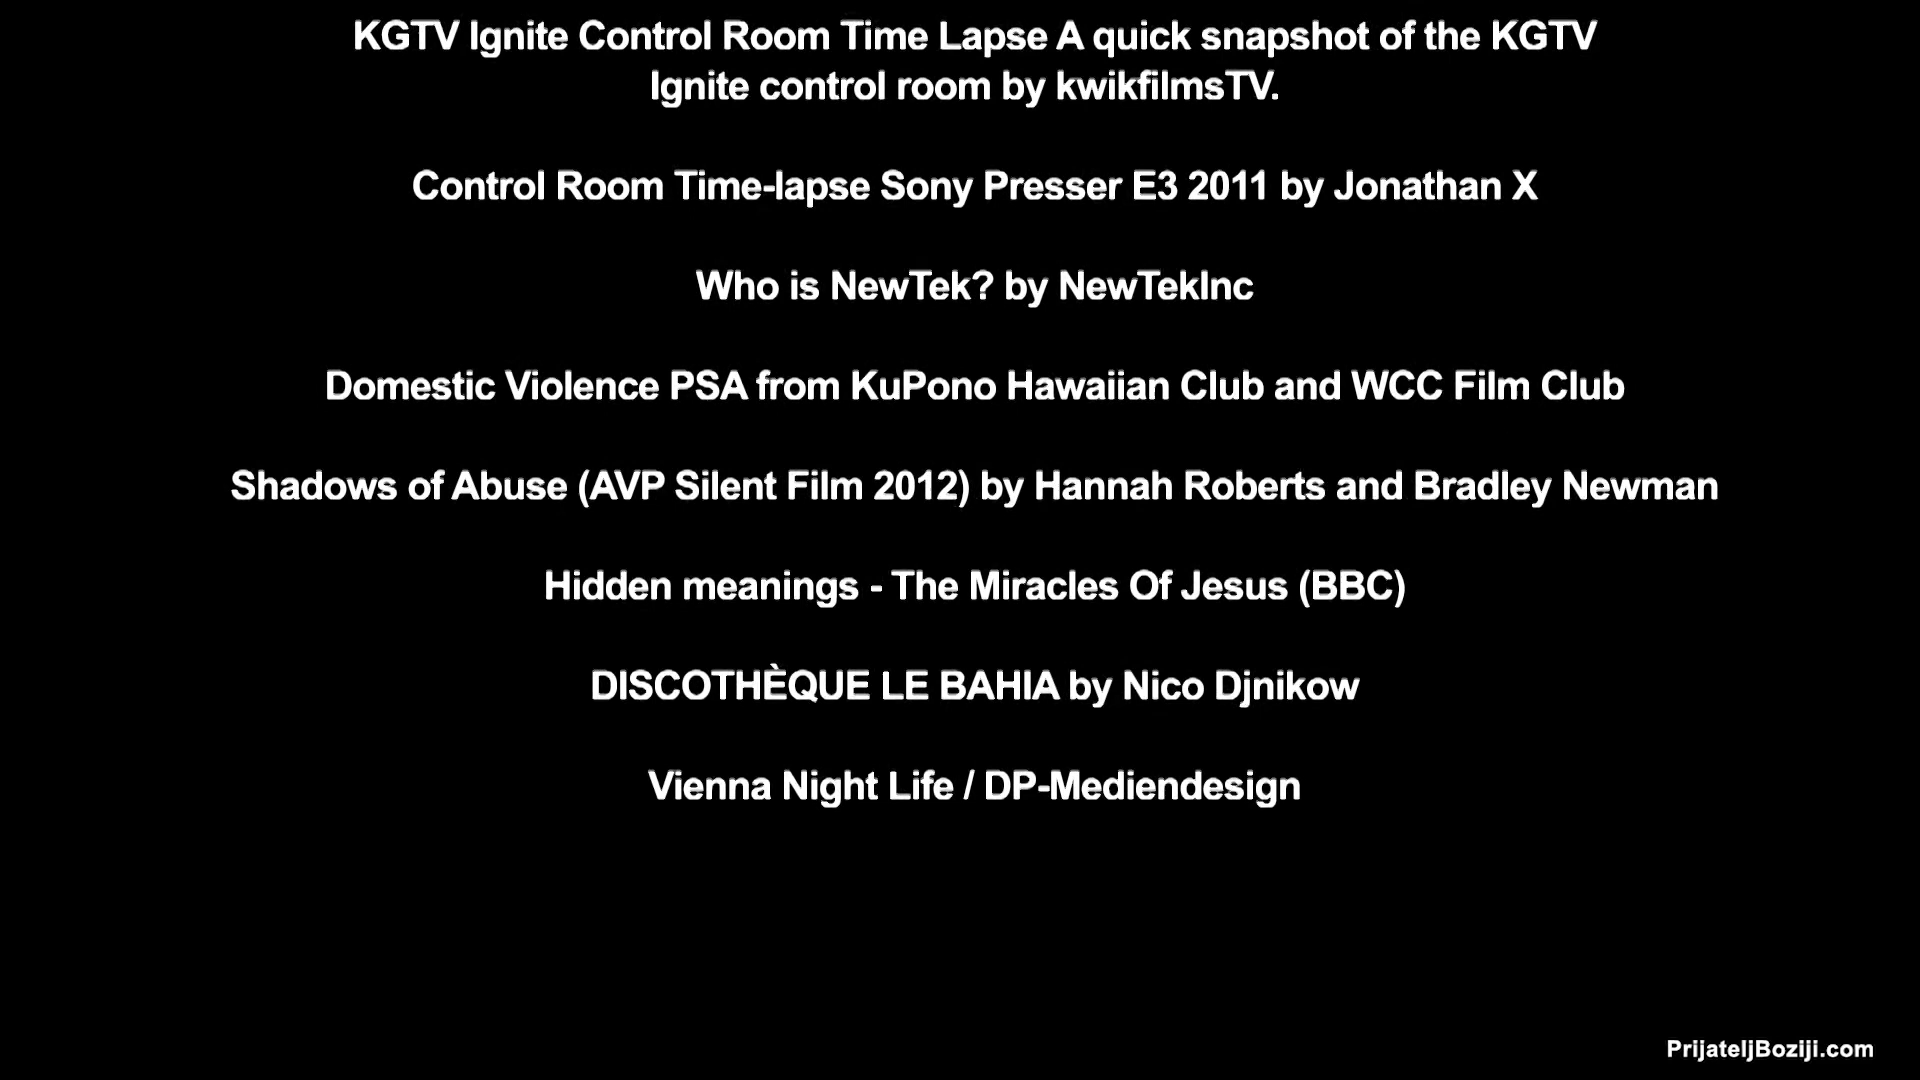 KGTV Ignite Control Room Time Lapse A quick snapshot of the KGTV
Ignite control room by kwikfilmsTV.
Control Room Time-lapse Sony Presser E3 2011 by Jonathan X
Who is NewTek? by NewTekInc
Domestic Violence PSA from KuPono Hawaiian Club and WCC Film Club
Shadows of Abuse (AVP Silent Film 2012) by Hannah Roberts and Bradley Newman
Hidden meanings - The Miracles Of Jesus (BBC)
DISCOTHÈQUE LE BAHIA by Nico Djnikow
Vienna Night Life / DP-Mediendesign
PrijateljBoziji.com